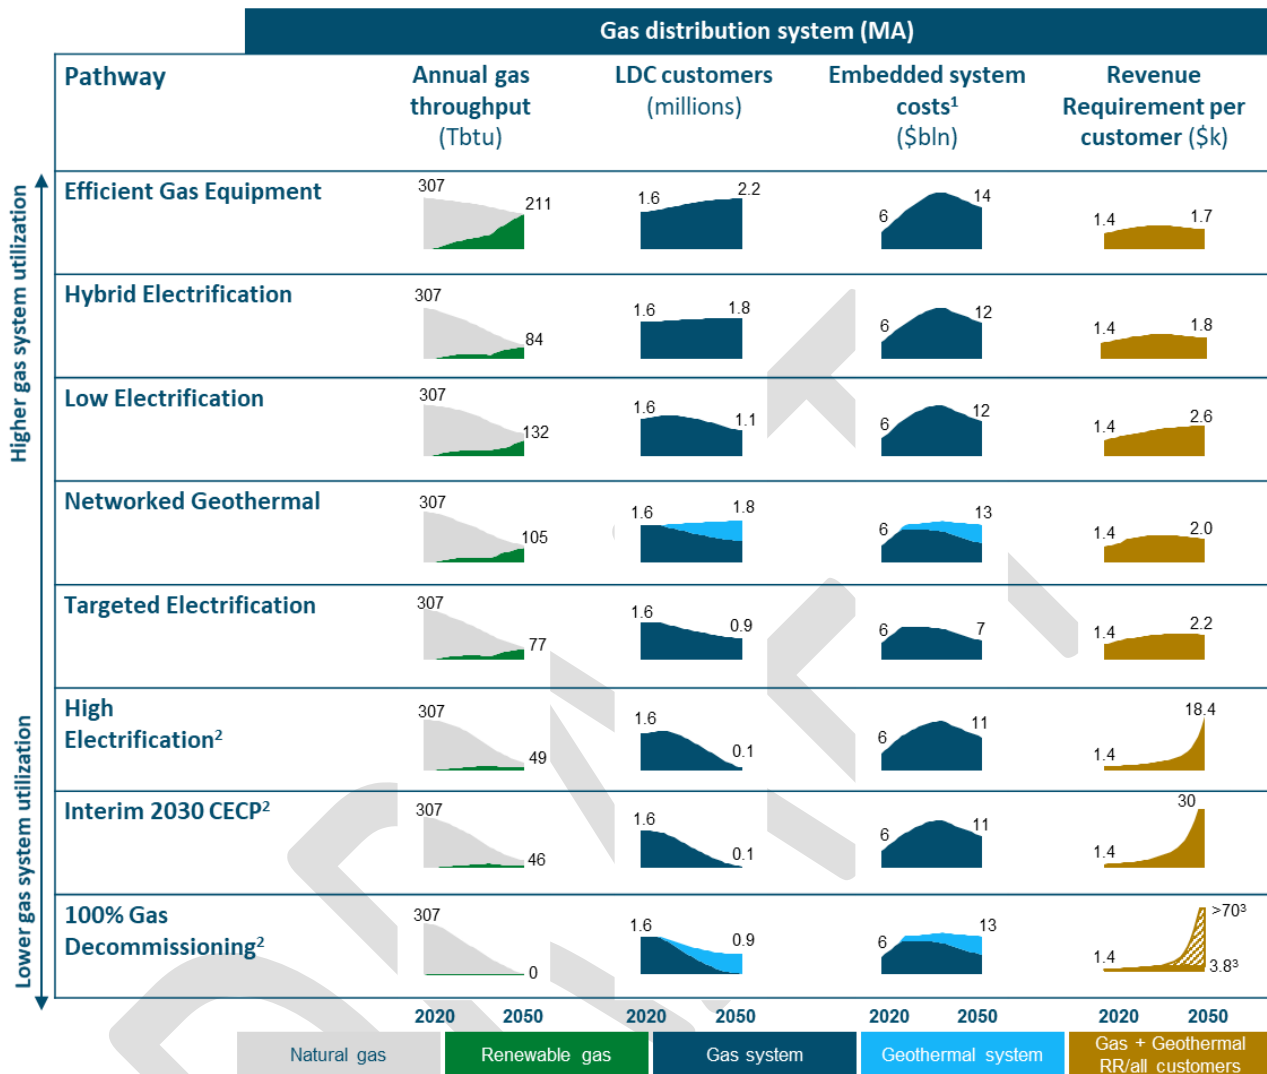 Gas distribution system (MA)
Pathway
Annual gas throughput (Tbtu)
LDC customers (millions)
Embedded system costs¹ ($bln)
Revenue Requirement per customer ($k)
Higher gas system utilization
Lower gas system utilization
Efficient Gas Equipment
307 211
1.6 2.2
6 14
1.4 1.7
Hybrid Electrification
307 84
1.6 1.8
6 12
1.4 1.8
Low Electrification
307 132
1.6 1.1
6 12
1.4 2.6
Networked Geothermal
307 105
1.6 1.8
6 13
1.4 2.0
Targeted Electrification
307 77
1.6 0.9
6 7
1.4 2.2
High
Electrification²
307 49
1.6 0.1
6 11
1.4 18.4
Interim 2030 CECP²
307 46
1.6 0.1
6 11
1.4 30
100% Gas
Decommissioning²
307 0
1.6 0.9
6 13
1.4 >70³ 3.8³
2020 2050 2020 2050 2020 2050 2020 2050
Natural gas
Renewable gas
Gas system
Geothermal system
Gas + Geothermal
RR/all customers